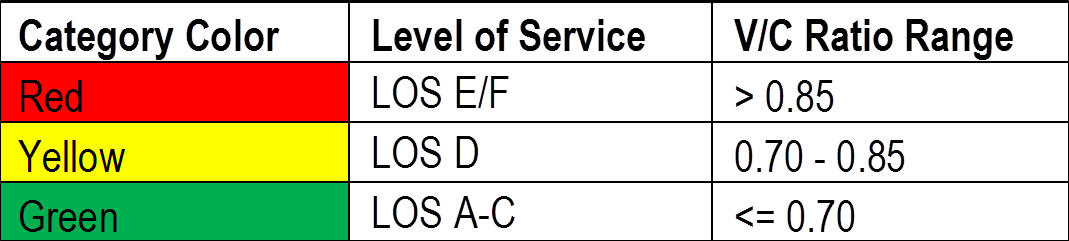 Category Color Level of Service V/C Ratio Range
Red LOS E/F > 0.85
Yellow LOS D 0.70 - 0.85
Green LOS A-C <= 0.70